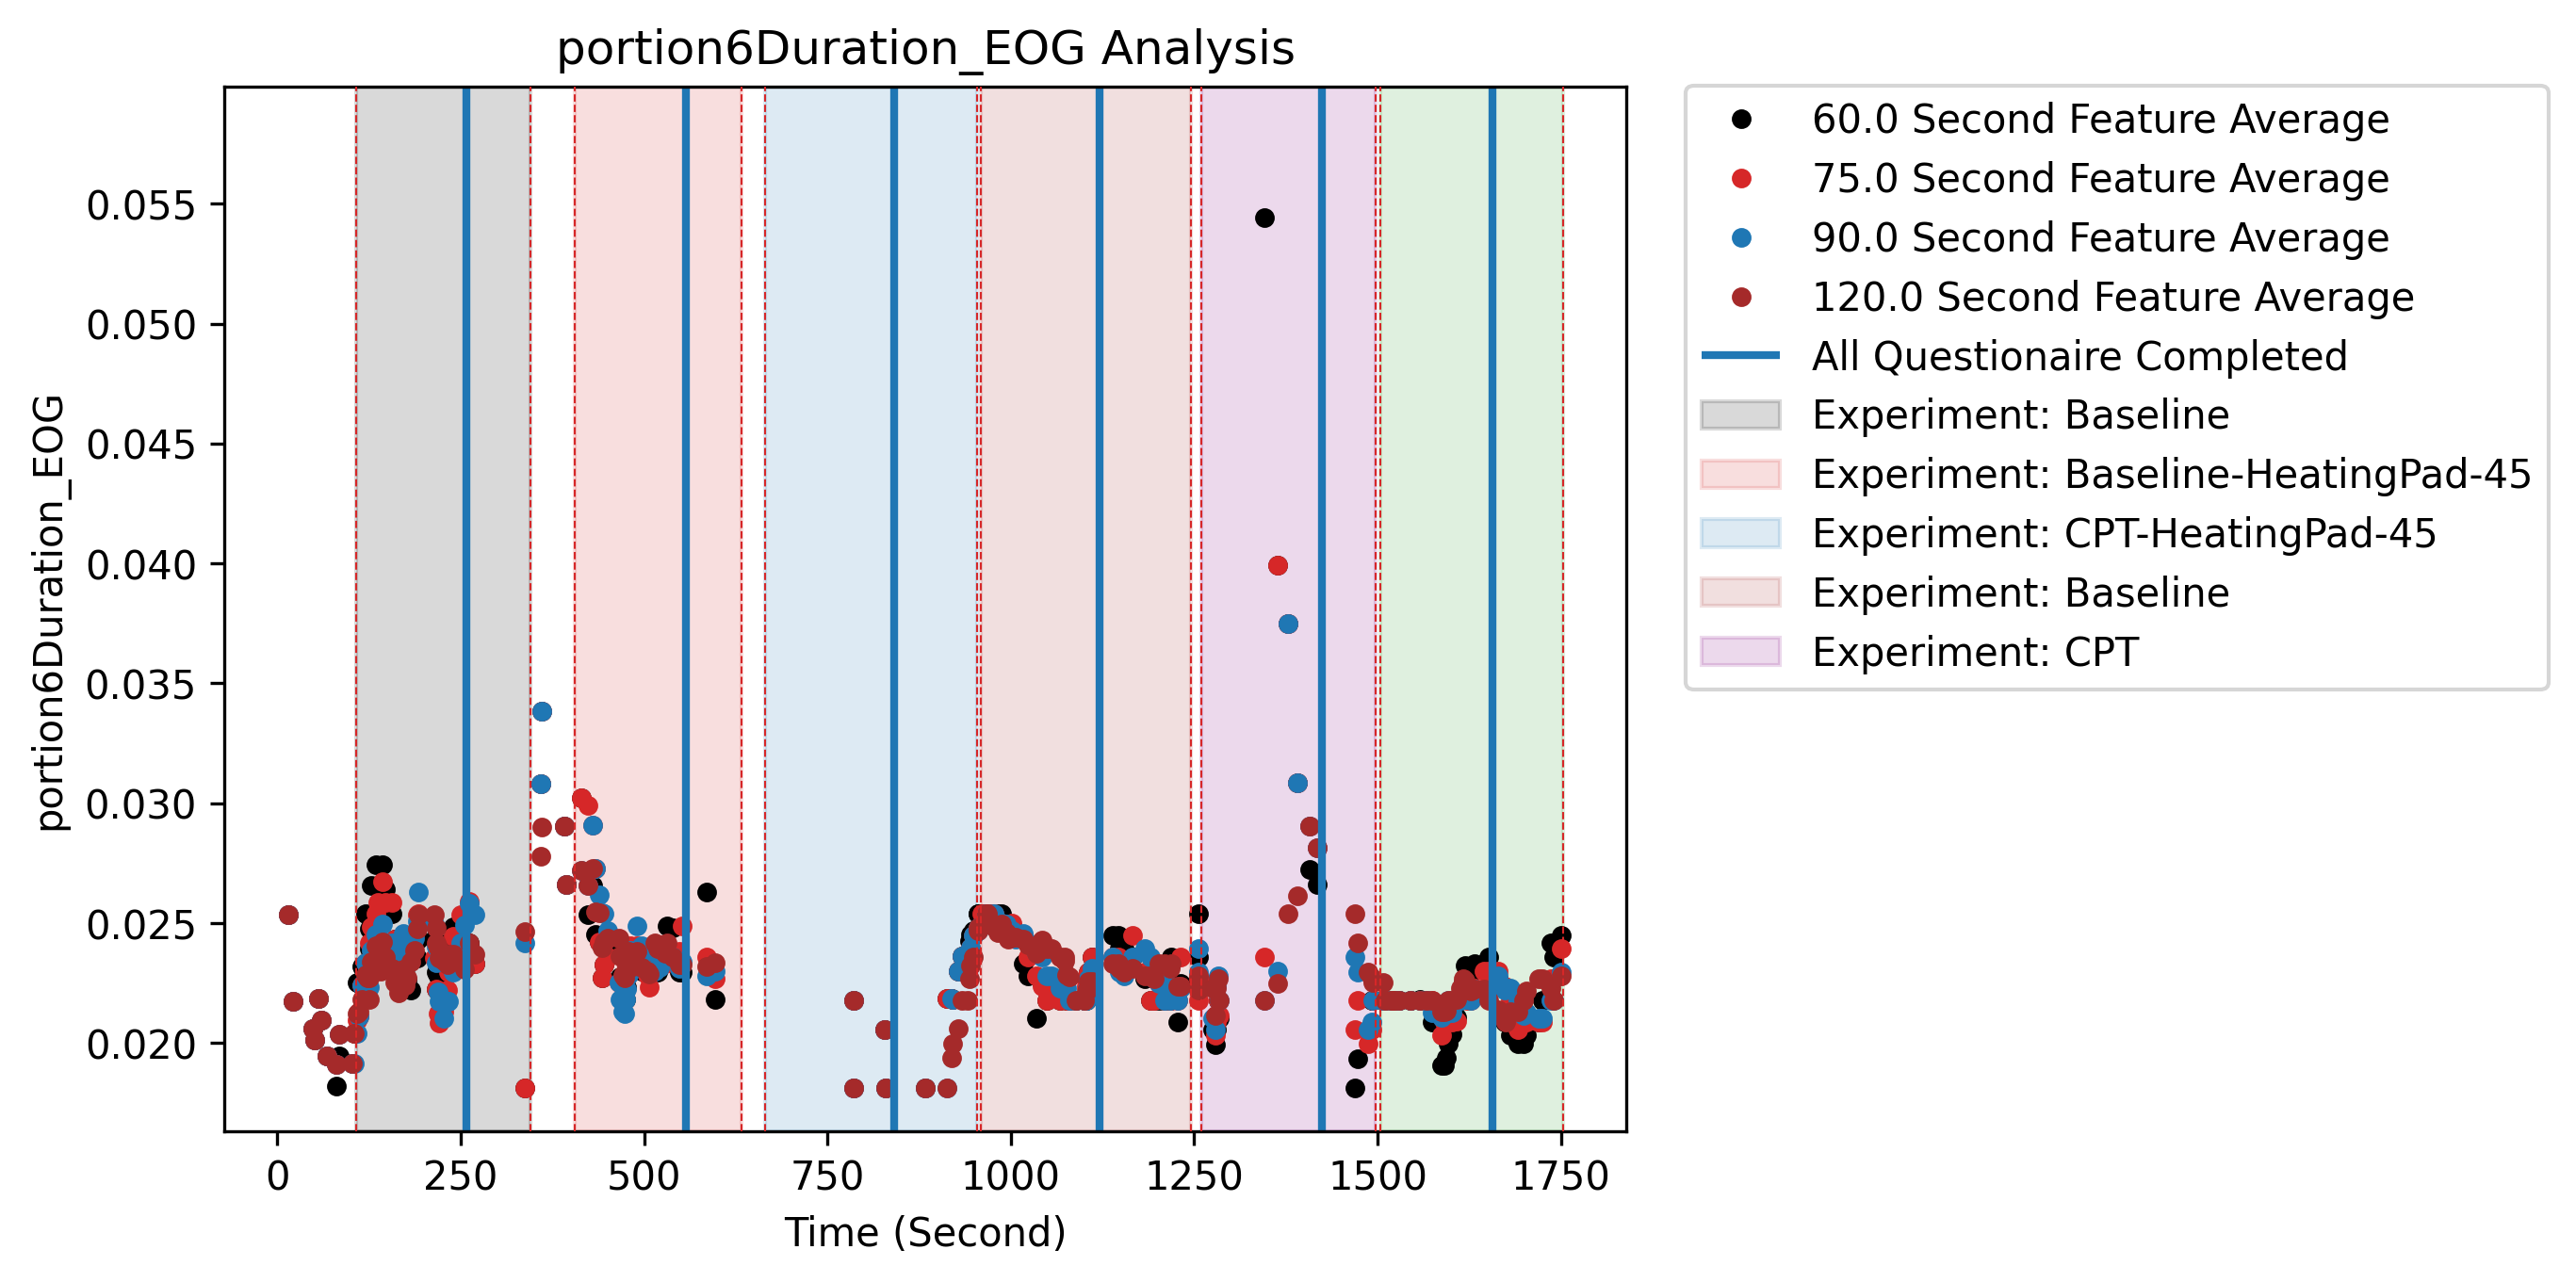 portion6Duration_EOG Analysis
0.055
0.050
0.045
0.040
0.035
0.030
0.025
0.020
portion6Duration_EOG
0
250
500
750
1000
1250
1500
1750
Time (Second)
60.0 Second Feature Average
75.0 Second Feature Average
90.0 Second Feature Average
120.0 Second Feature Average
All Questionaire Completed
Experiment: Baseline
Experiment: Baseline-HeatingPad-45
Experiment: CPT-HeatingPad-45
Experiment: Baseline
Experiment: CPT